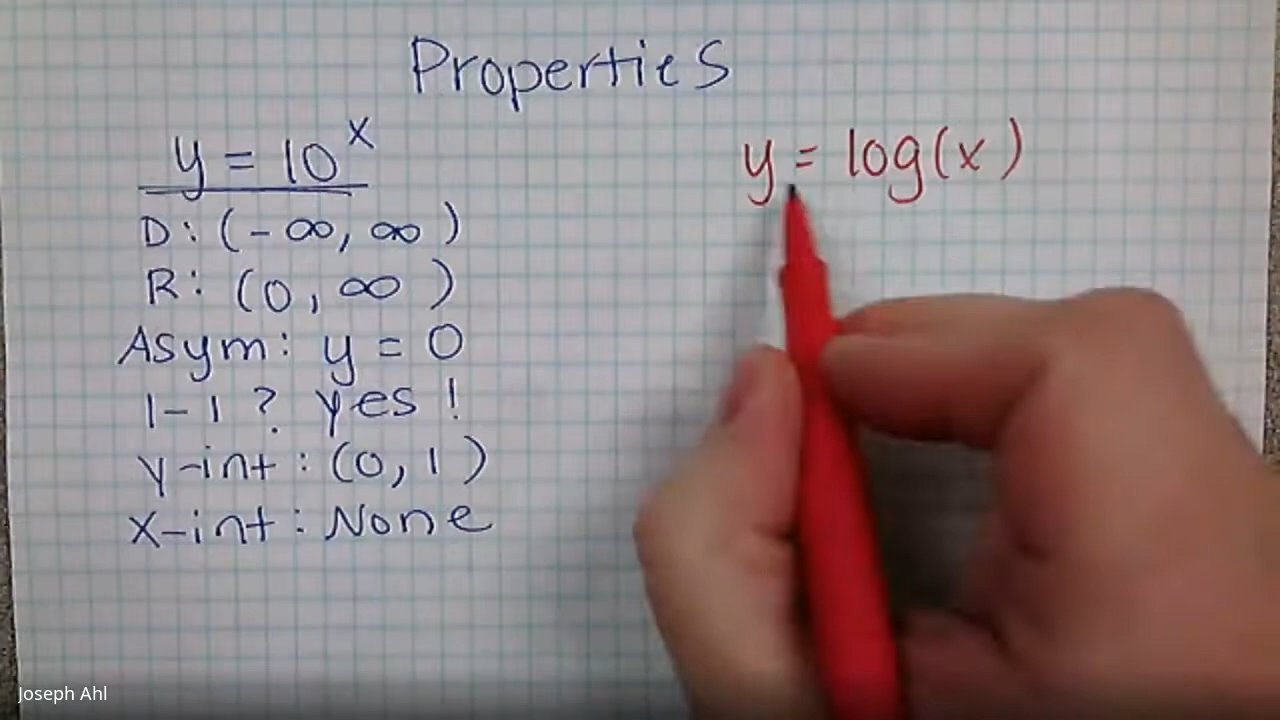 Properties
y = 10^x
D: (-∞, ∞)
R: (0, ∞)
Asym: y = 0
1-1? yes!
y-int: (0, 1)
x-int: None
y = log(x)
Joseph Ahl